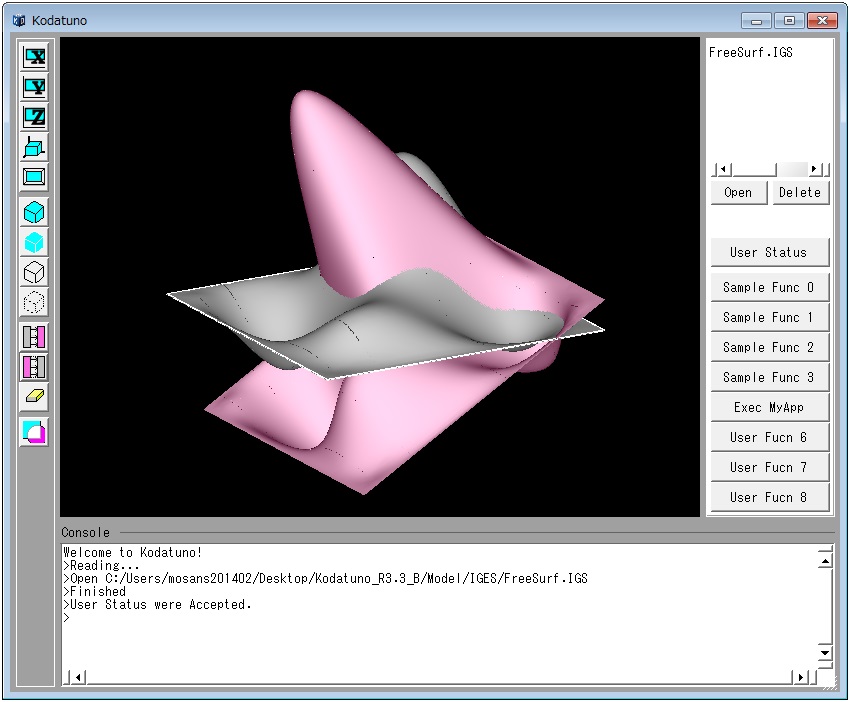 Kodatuno
X
Y
Z
FreeSurf.IGS
Open Delete
User Status
Sample Func 0
Sample Func 1
Sample Func 2
Sample Func 3
Exec MyApp
User Fucn 6
User Fucn 7
User Fucn 8
Console
Welcome to Kodatuno!
>Reading...
>Open C:/Users/mosans201402/Desktop/Kodatuno_R3.3_B/Model/IGES/FreeSurf.IGS
>Finished
>User Status were Accepted.
>